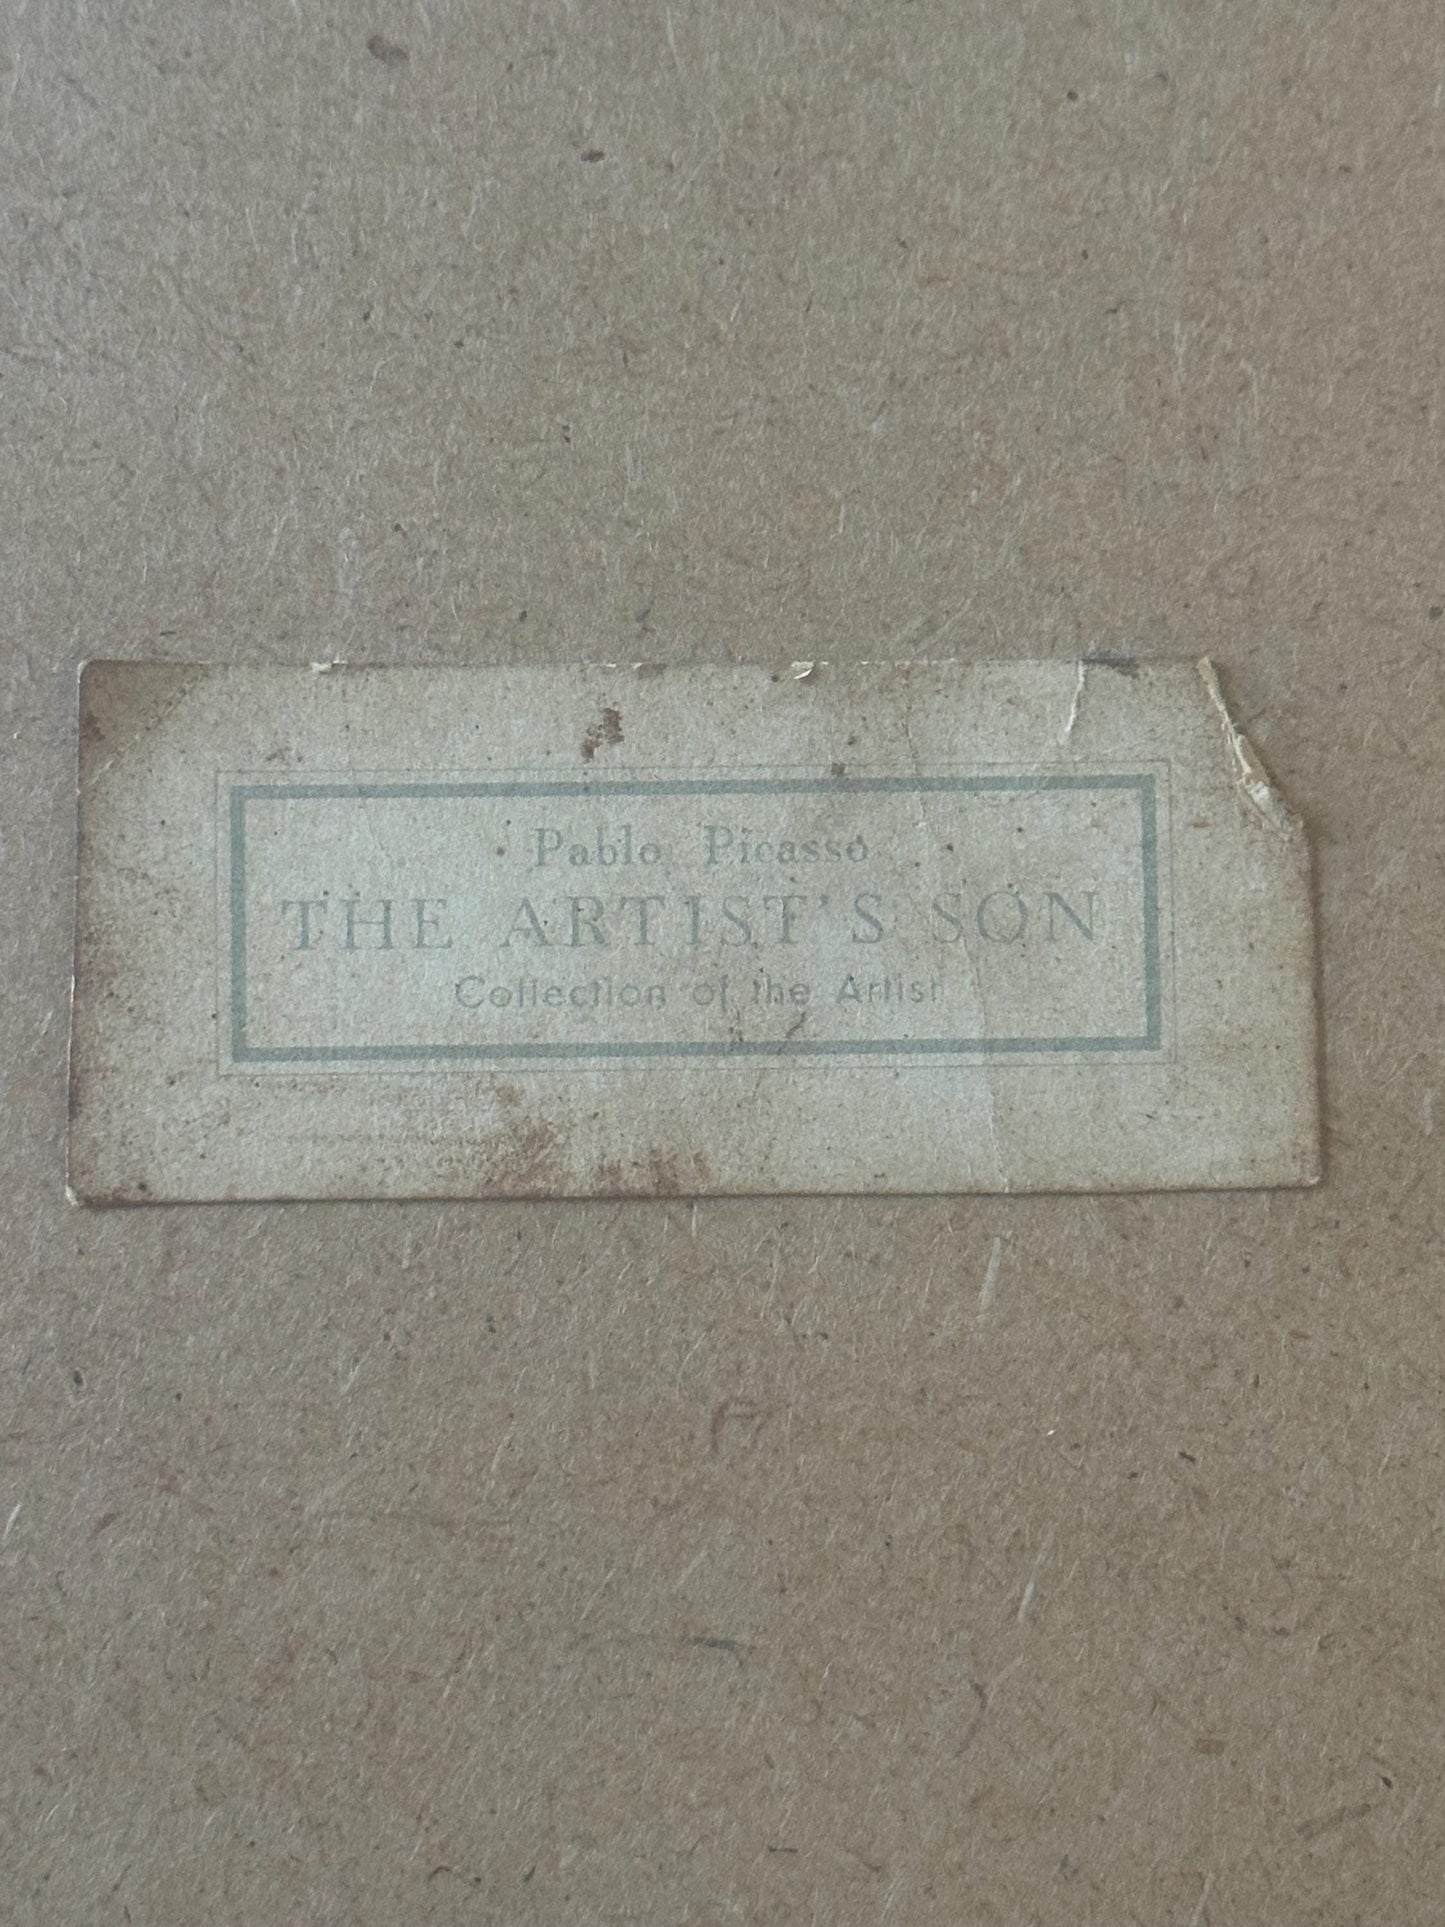 Pablo Picasso
THE ARTIST'S SON
Collection of the Artist